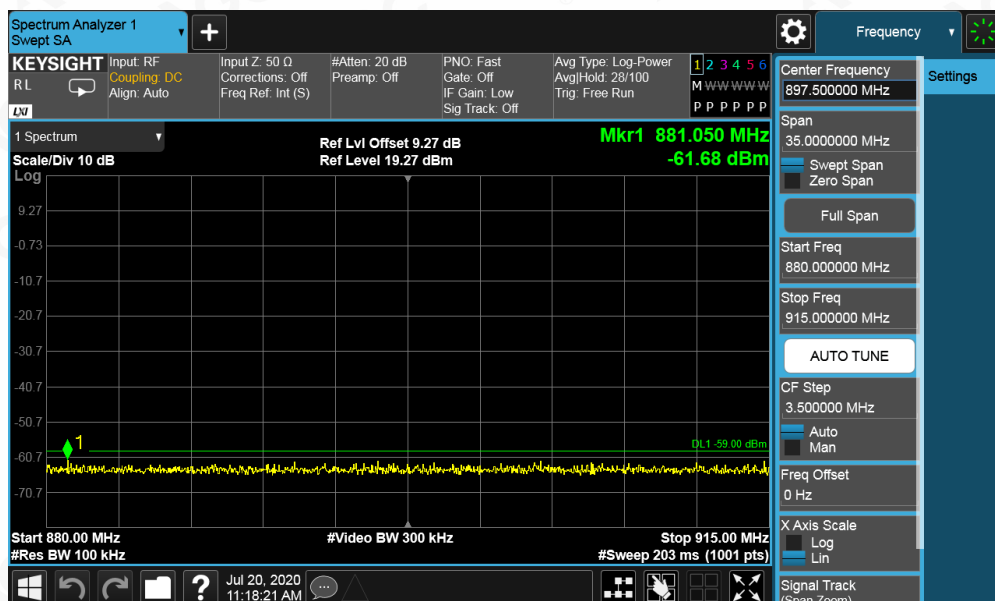 Spectrum Analyzer 1
Swept SA
+
Frequency
KEYSIGHT
RL
LXI
Input: RF
Coupling: DC
Align: Auto
Input Z: 50 Ω
Corrections: Off
Freq Ref: Int (S)
#Atten: 20 dB
Preamp: Off
PNO: Fast
Gate: Off
IF Gain: Low
Sig Track: Off
Avg Type: Log-Power
Avg|Hold: 28/100
Trig: Free Run
1 2 3 4 5 6
M W W W W W
P P P P P P
1 Spectrum
Scale/Div 10 dB
Log
Ref Lvl Offset 9.27 dB
Ref Level 19.27 dBm
Mkr1 881.050 MHz
-61.68 dBm
9.27
-0.73
-10.7
-20.7
-30.7
-40.7
-50.7
-60.7
-70.7
1
DL1 -59.00 dBm
Start 880.00 MHz
#Res BW 100 kHz
#Video BW 300 kHz
Stop 915.00 MHz
#Sweep 203 ms (1001 pts)
?
Jul 20, 2020
11:18:21 AM
Center Frequency
897.500000 MHz
Span
35.0000000 MHz
Swept Span
Zero Span
Full Span
Start Freq
880.000000 MHz
Stop Freq
915.000000 MHz
AUTO TUNE
CF Step
3.500000 MHz
Auto
Man
Freq Offset
0 Hz
X Axis Scale
Log
Lin
Signal Track
(Span Zoom)
Settings